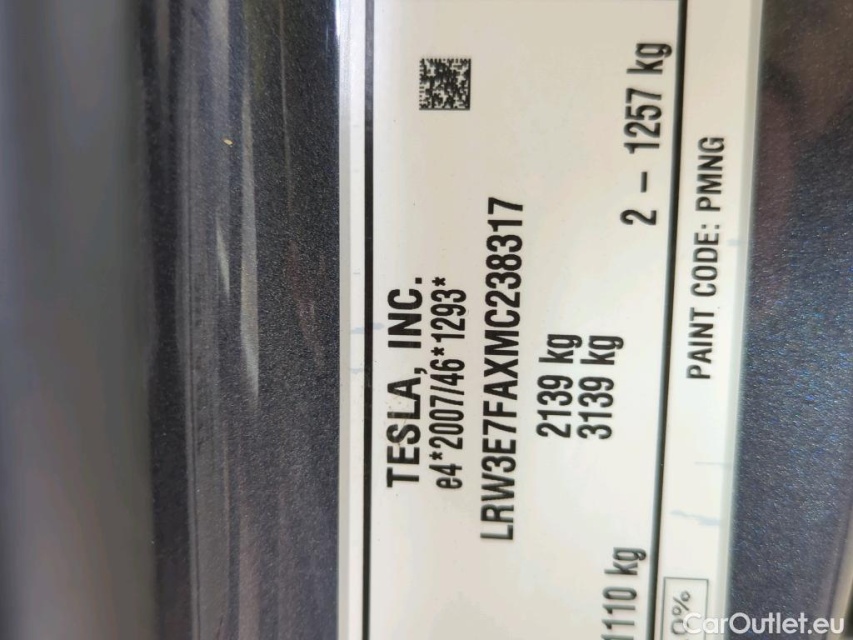 TESLA, INC.
e4*2007/46*1293*
LRW3E7FAXMC238317
2139 kg
3139 kg
1110 kg
2 – 1257 kg
PAINT CODE: PMNG
0%
CarOutlet.eu